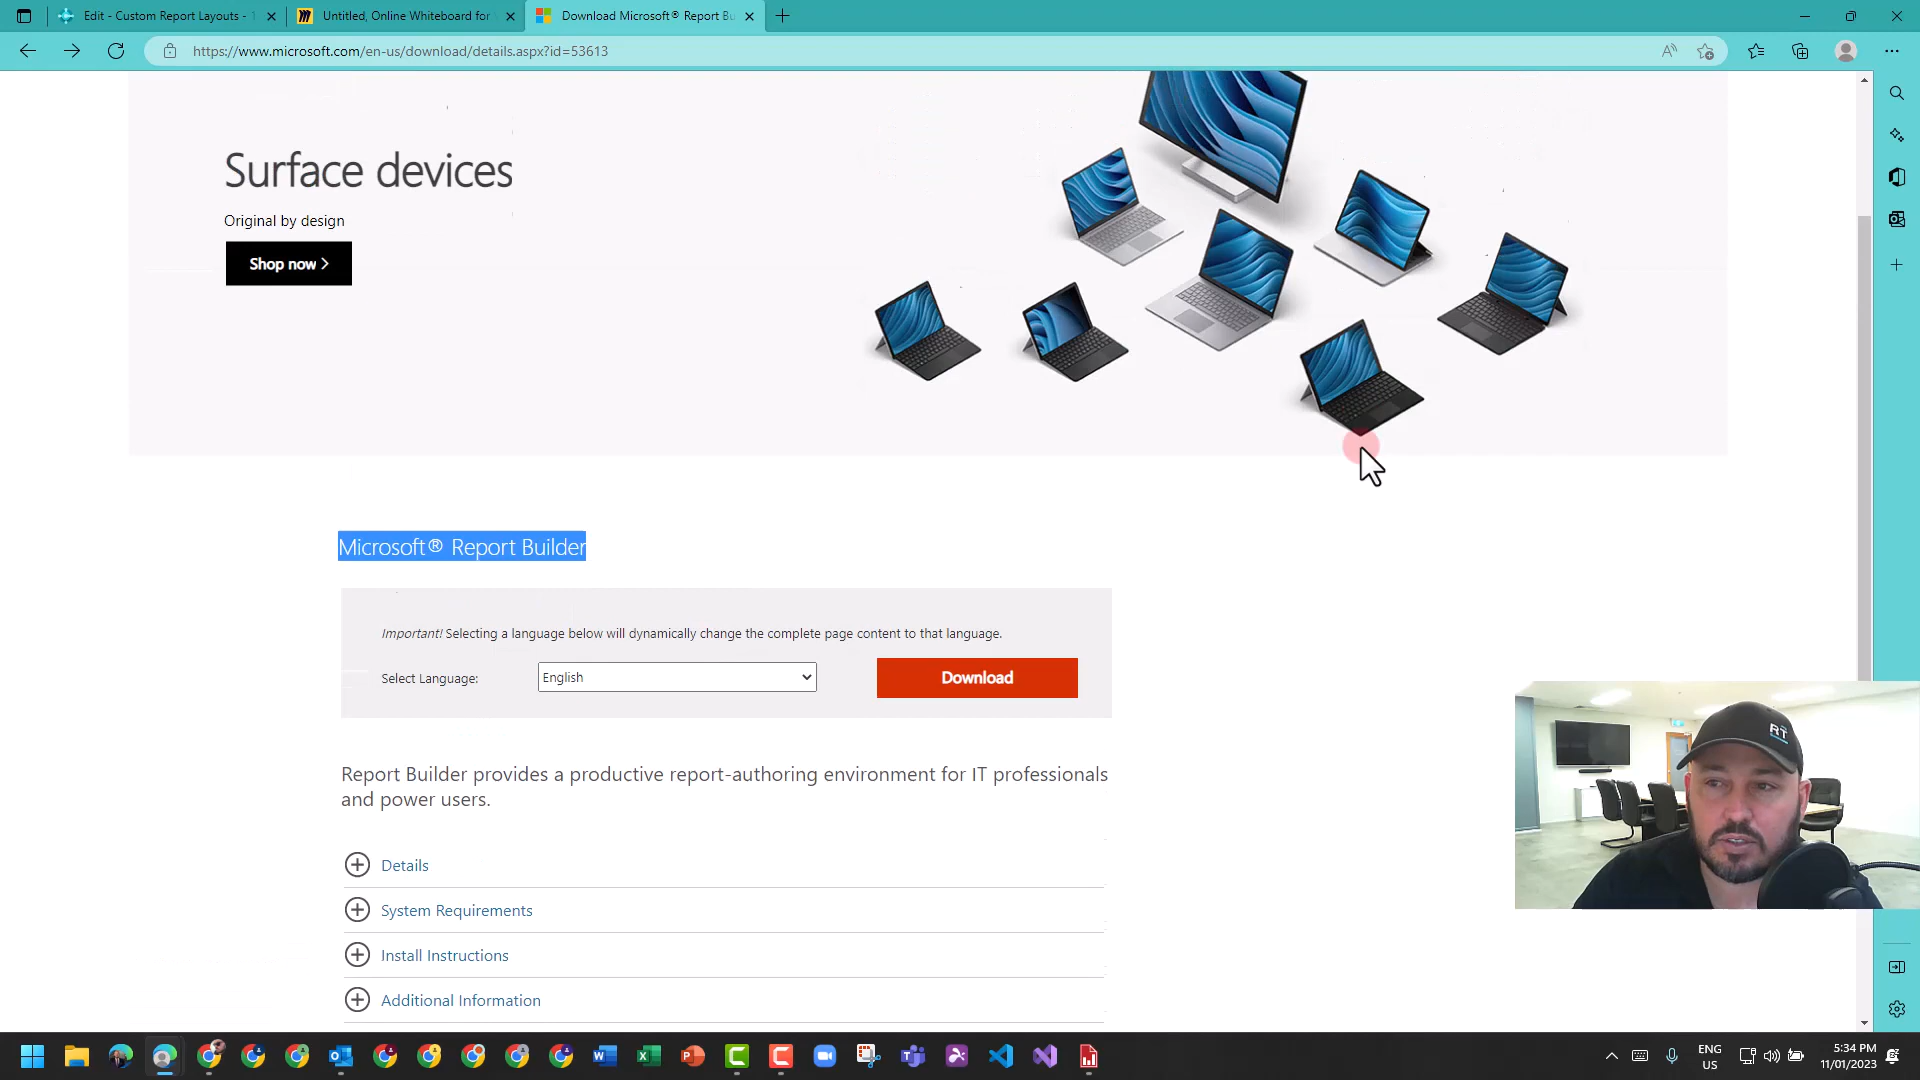 Edit - Custom Report Layouts -
Untitled, Online Whiteboard for
Download Microsoft® Report Bu
https://www.microsoft.com/en-us/download/details.aspx?id=53613
Surface devices
Original by design
Shop now >
Microsoft® Report Builder
Important! Selecting a language below will dynamically change the complete page content to that language.
Select Language:
English
Download
Report Builder provides a productive report-authoring environment for IT professionals
and power users.
Details
System Requirements
Install Instructions
Additional Information
RT
ENG
US
5:34 PM
11/01/2023